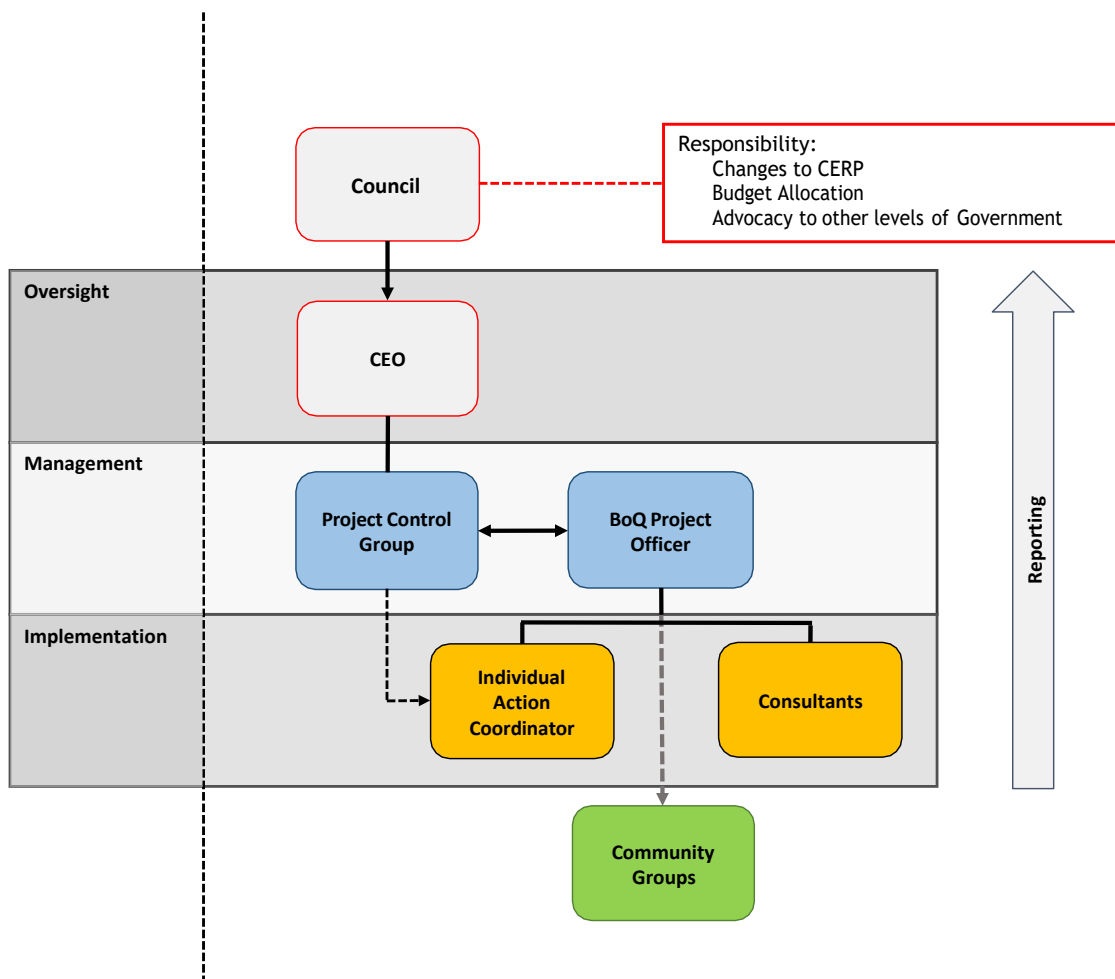 Responsibility:
Changes to CERP
Budget Allocation
Advocacy to other levels of Government
Council
Oversight
CEO
Management
Project Control
Group
BoQ Project
Officer
Reporting
Implementation
Individual
Action
Coordinator
Consultants
Community
Groups